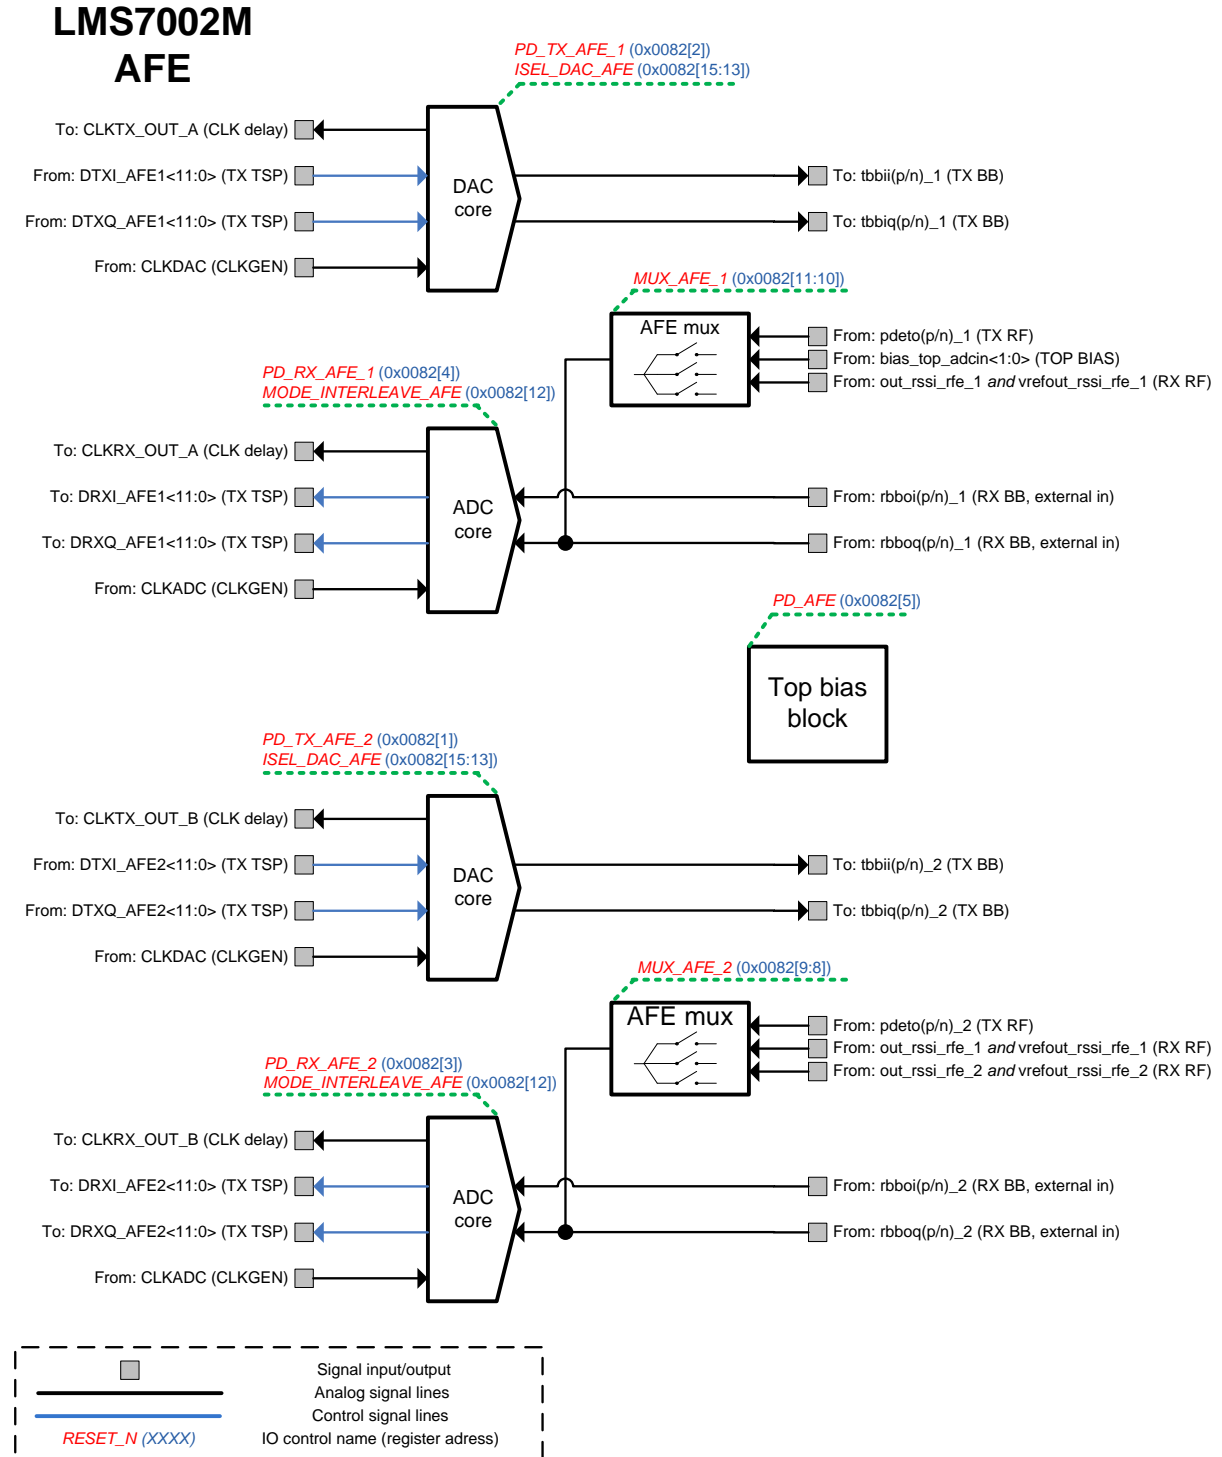 LMS7002M
AFE
PD_TX_AFE_1 (0x0082[2])
ISEL_DAC_AFE (0x0082[15:13])
To: CLKTX_OUT_A (CLK delay)
From: DTXI_AFE1<11:0> (TX TSP)
From: DTXQ_AFE1<11:0> (TX TSP)
From: CLKDAC (CLKGEN)
DAC
core
To: tbbii(p/n)_1 (TX BB)
To: tbbiq(p/n)_1 (TX BB)
MUX_AFE_1 (0x0082[11:10])
AFE mux
From: pdeto(p/n)_1 (TX RF)
From: bias_top_adcin<1:0> (TOP BIAS)
From: out_rssi_rfe_1 and vrefout_rssi_rfe_1 (RX RF)
PD_RX_AFE_1 (0x0082[4])
MODE_INTERLEAVE_AFE (0x0082[12])
To: CLKRX_OUT_A (CLK delay)
To: DRXI_AFE1<11:0> (TX TSP)
To: DRXQ_AFE1<11:0> (TX TSP)
From: CLKADC (CLKGEN)
ADC
core
From: rbboi(p/n)_1 (RX BB, external in)
From: rbboq(p/n)_1 (RX BB, external in)
PD_AFE (0x0082[5])
Top bias
block
PD_TX_AFE_2 (0x0082[1])
ISEL_DAC_AFE (0x0082[15:13])
To: CLKTX_OUT_B (CLK delay)
From: DTXI_AFE2<11:0> (TX TSP)
From: DTXQ_AFE2<11:0> (TX TSP)
From: CLKDAC (CLKGEN)
DAC
core
To: tbbii(p/n)_2 (TX BB)
To: tbbiq(p/n)_2 (TX BB)
MUX_AFE_2 (0x0082[9:8])
AFE mux
From: pdeto(p/n)_2 (TX RF)
From: out_rssi_rfe_1 and vrefout_rssi_rfe_1 (RX RF)
From: out_rssi_rfe_2 and vrefout_rssi_rfe_2 (RX RF)
PD_RX_AFE_2 (0x0082[3])
MODE_INTERLEAVE_AFE (0x0082[12])
To: CLKRX_OUT_B (CLK delay)
To: DRXI_AFE2<11:0> (TX TSP)
To: DRXQ_AFE2<11:0> (TX TSP)
From: CLKADC (CLKGEN)
ADC
core
From: rbboi(p/n)_2 (RX BB, external in)
From: rbboq(p/n)_2 (RX BB, external in)
Signal input/output
Analog signal lines
Control signal lines
RESET_N (XXXX) IO control name (register adress)